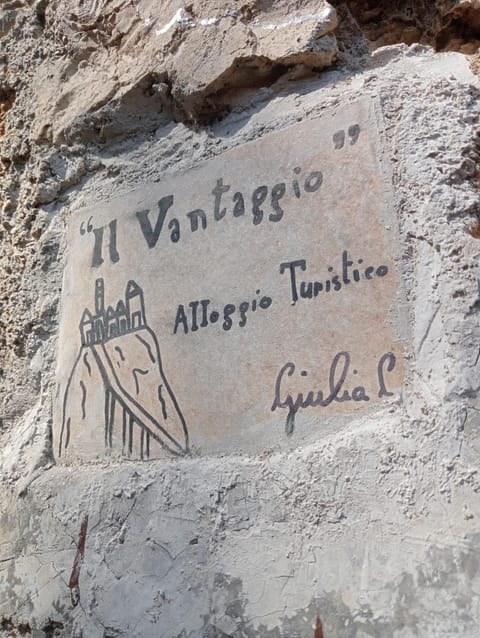 “Il Vantaggio”
Alloggio Turistico
Giulia L